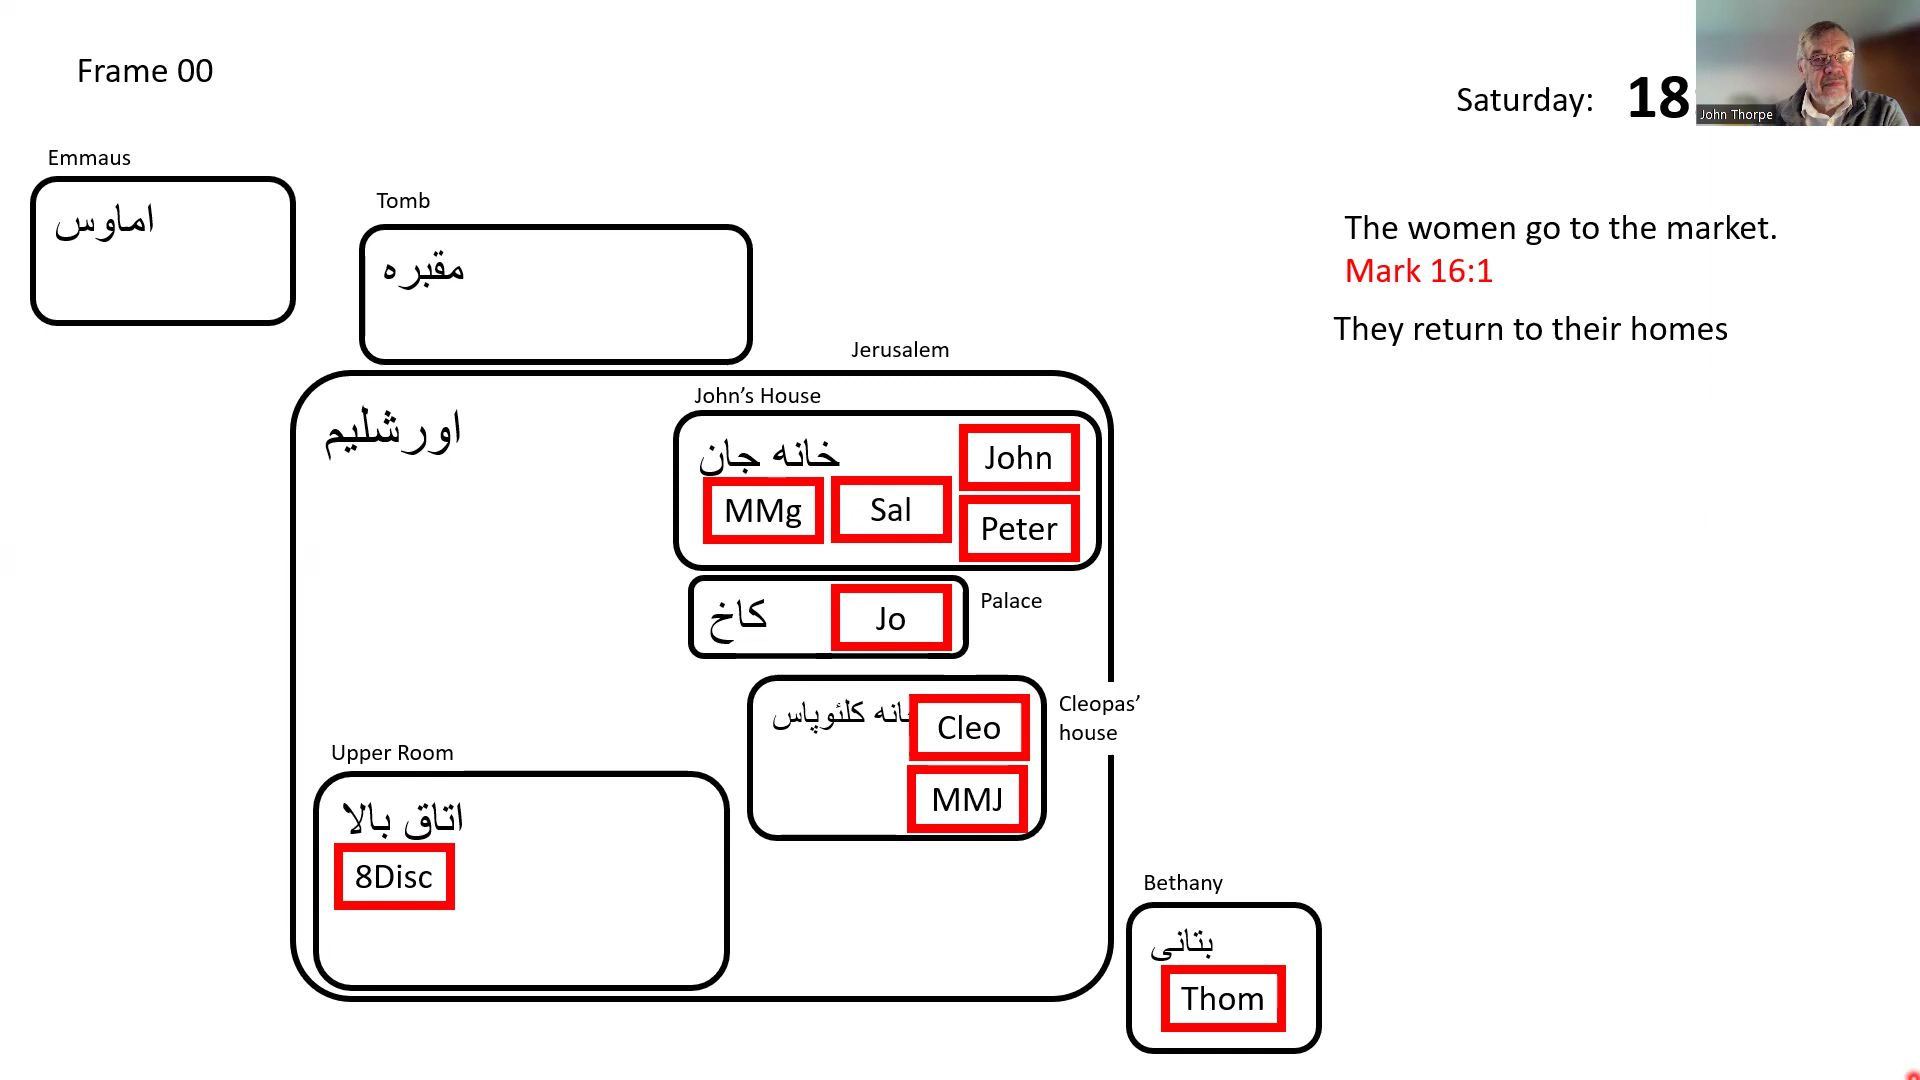 Frame 00
Saturday: 18
John Thorpe
Emmaus
اماوس
Tomb
مقبره
The women go to the market.
Mark 16:1
They return to their homes
Jerusalem
اورشلیم
John’s House
خانه جان
John
MMg
Sal
Peter
کاخ
Jo
Palace
کلئوپاس
Cleo
MMJ
Cleopas’
house
Upper Room
اتاق بالا
8Disc
Bethany
بتانی
Thom